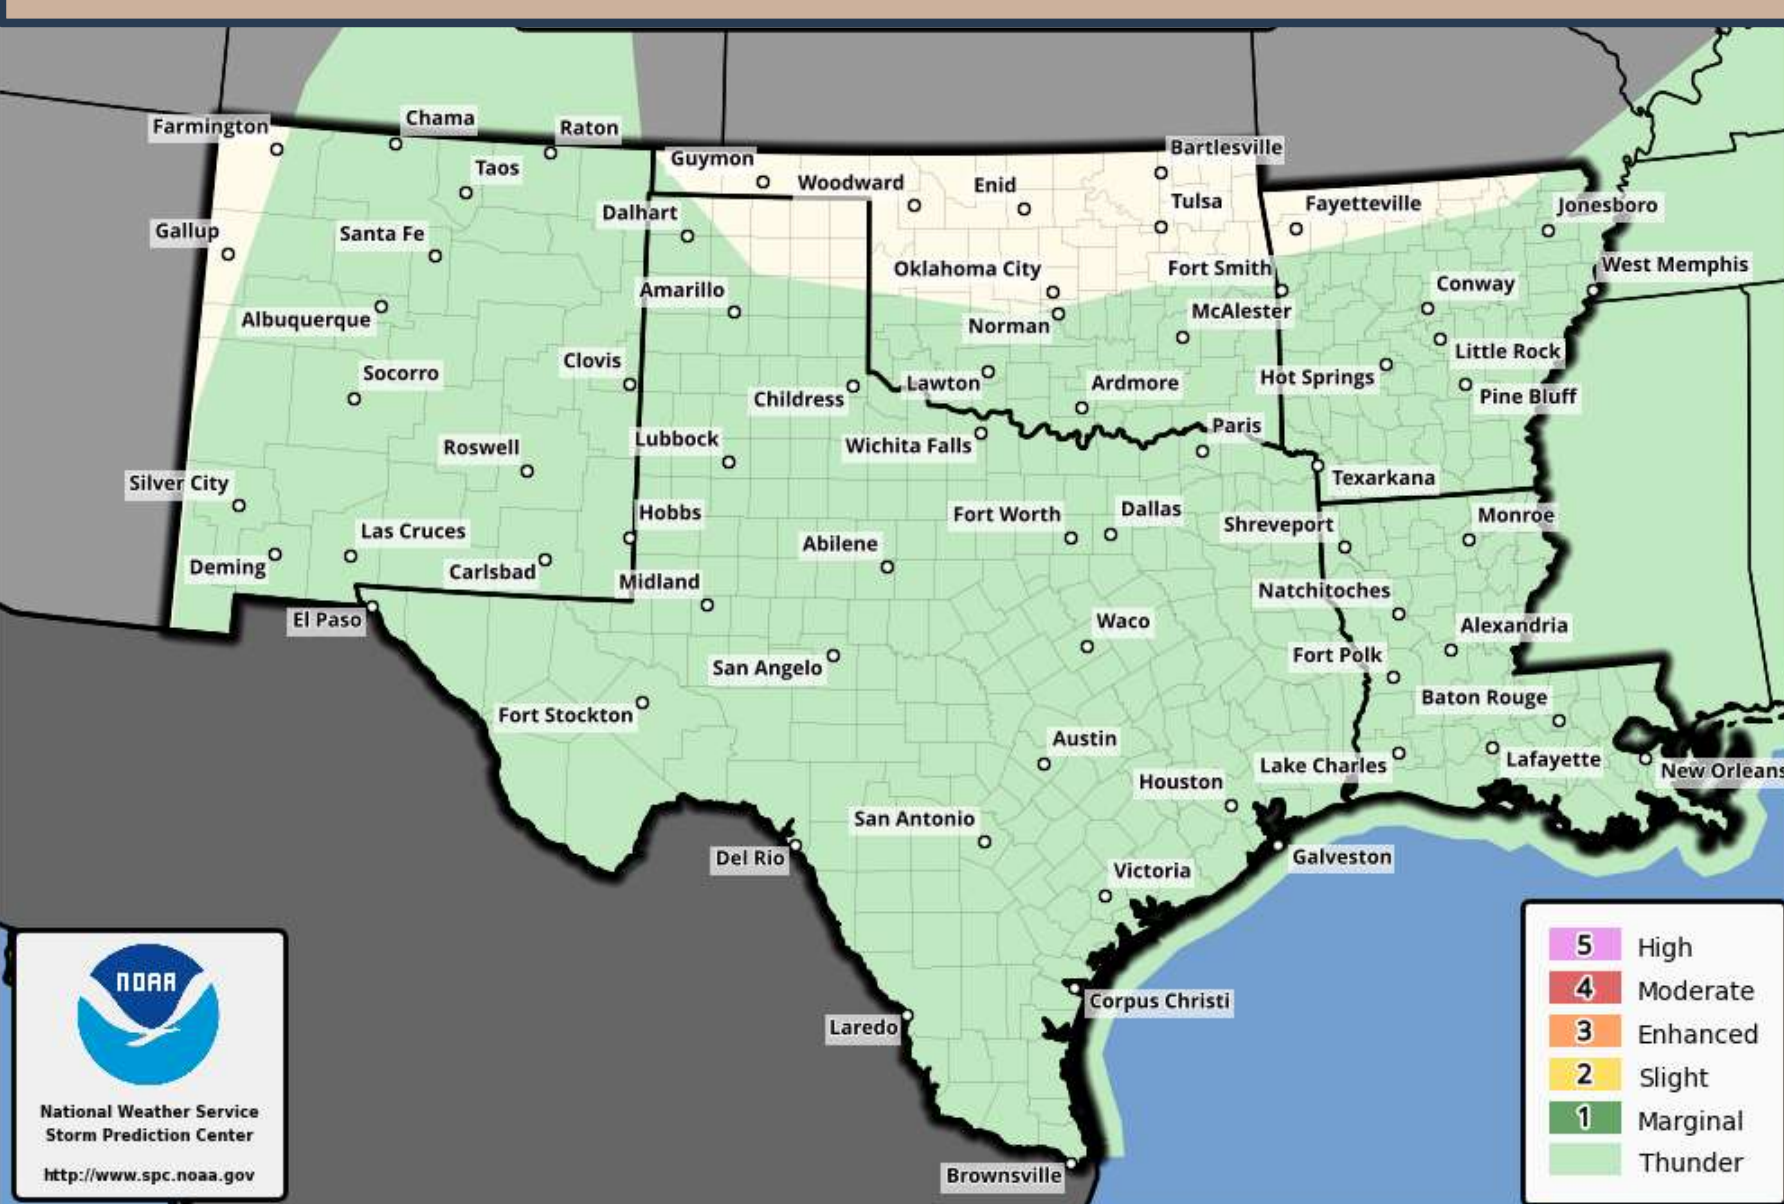 Farmington
Chama
Raton
Taos
Guymon
Bartlesville
Woodward
Enid
Tulsa
Fayetteville
Jonesboro
Gallup
Santa Fe
Dalhart
Oklahoma City
Fort Smith
West Memphis
Albuquerque
Amarillo
Norman
McAlester
Conway
Socorro
Clovis
Childress
Lawton
Ardmore
Hot Springs
Little Rock
Pine Bluff
Roswell
Lubbock
Wichita Falls
Paris
Silver City
Texarkana
Hobbs
Fort Worth
Dallas
Shreveport
Monroe
Las Cruces
Abilene
Deming
Carlsbad
Midland
Natchitoches
El Paso
Waco
Alexandria
San Angelo
Fort Polk
Fort Stockton
Baton Rouge
Austin
Houston
Lake Charles
Lafayette
New Orleans
San Antonio
Del Rio
Galveston
Victoria
Corpus Christi
Laredo
Brownsville
NOAA
National Weather Service
Storm Prediction Center
http://www.spc.noaa.gov
5 High
4 Moderate
3 Enhanced
2 Slight
1 Marginal
Thunder